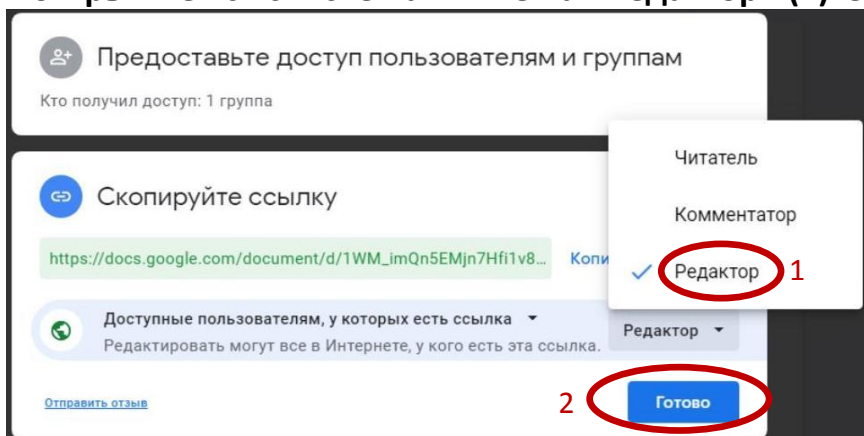 Предоставьте доступ пользователям и группам
Кто получил доступ: 1 группа
Читатель
Скопируйте ссылку
Комментатор
https://docs.google.com/document/d/1WM_imQn5EMjn7Hfi1v8...
Редактор 1
Доступные пользователям, у которых есть ссылка
Редактор
Редактировать могут все в Интернете, у кого есть эта ссылка.
Отправить отзыв
2 Готово